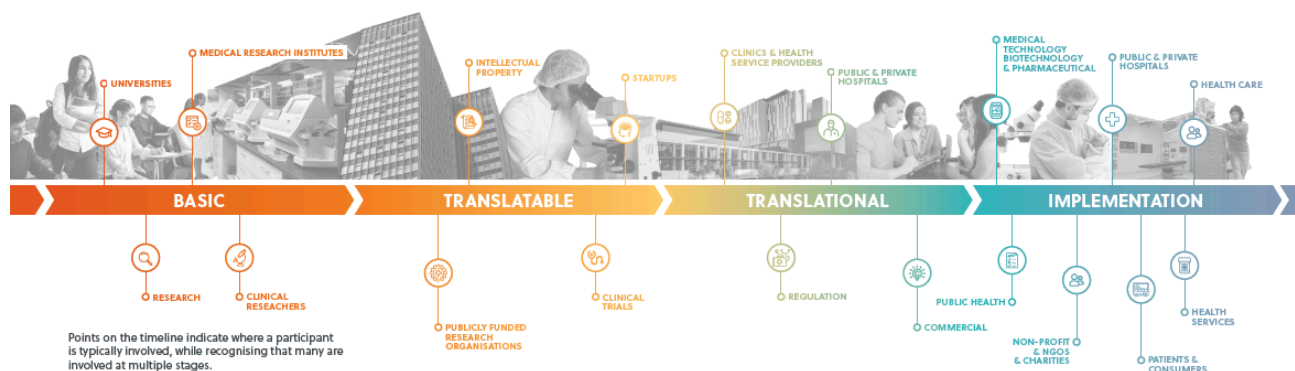 MEDICAL RESEARCH INSTITUTES
UNIVERSITIES
INTELLECTUAL
PROPERTY
STARTUPS
CLINICS & HEALTH
SERVICE PROVIDERS
PUBLIC & PRIVATE
HOSPITALS
MEDICAL
TECHNOLOGY
BIOTECHNOLOGY
& PHARMACEUTICAL
PUBLIC & PRIVATE
HOSPITALS
HEALTH CARE
BASIC
TRANSLATABLE
TRANSLATIONAL
IMPLEMENTATION
RESEARCH
CLINICAL
RESEACHERS
PUBLICLY FUNDED
RESEARCH
ORGANISATIONS
CLINICAL
TRIALS
REGULATION
COMMERCIAL
PUBLIC HEALTH
NON-PROFIT
& NGOS
& CHARITIES
PATIENTS &
CONSUMERS
HEALTH
SERVICES
Points on the timeline indicate where a participant
is typically involved, while recognising that many are
involved at multiple stages.